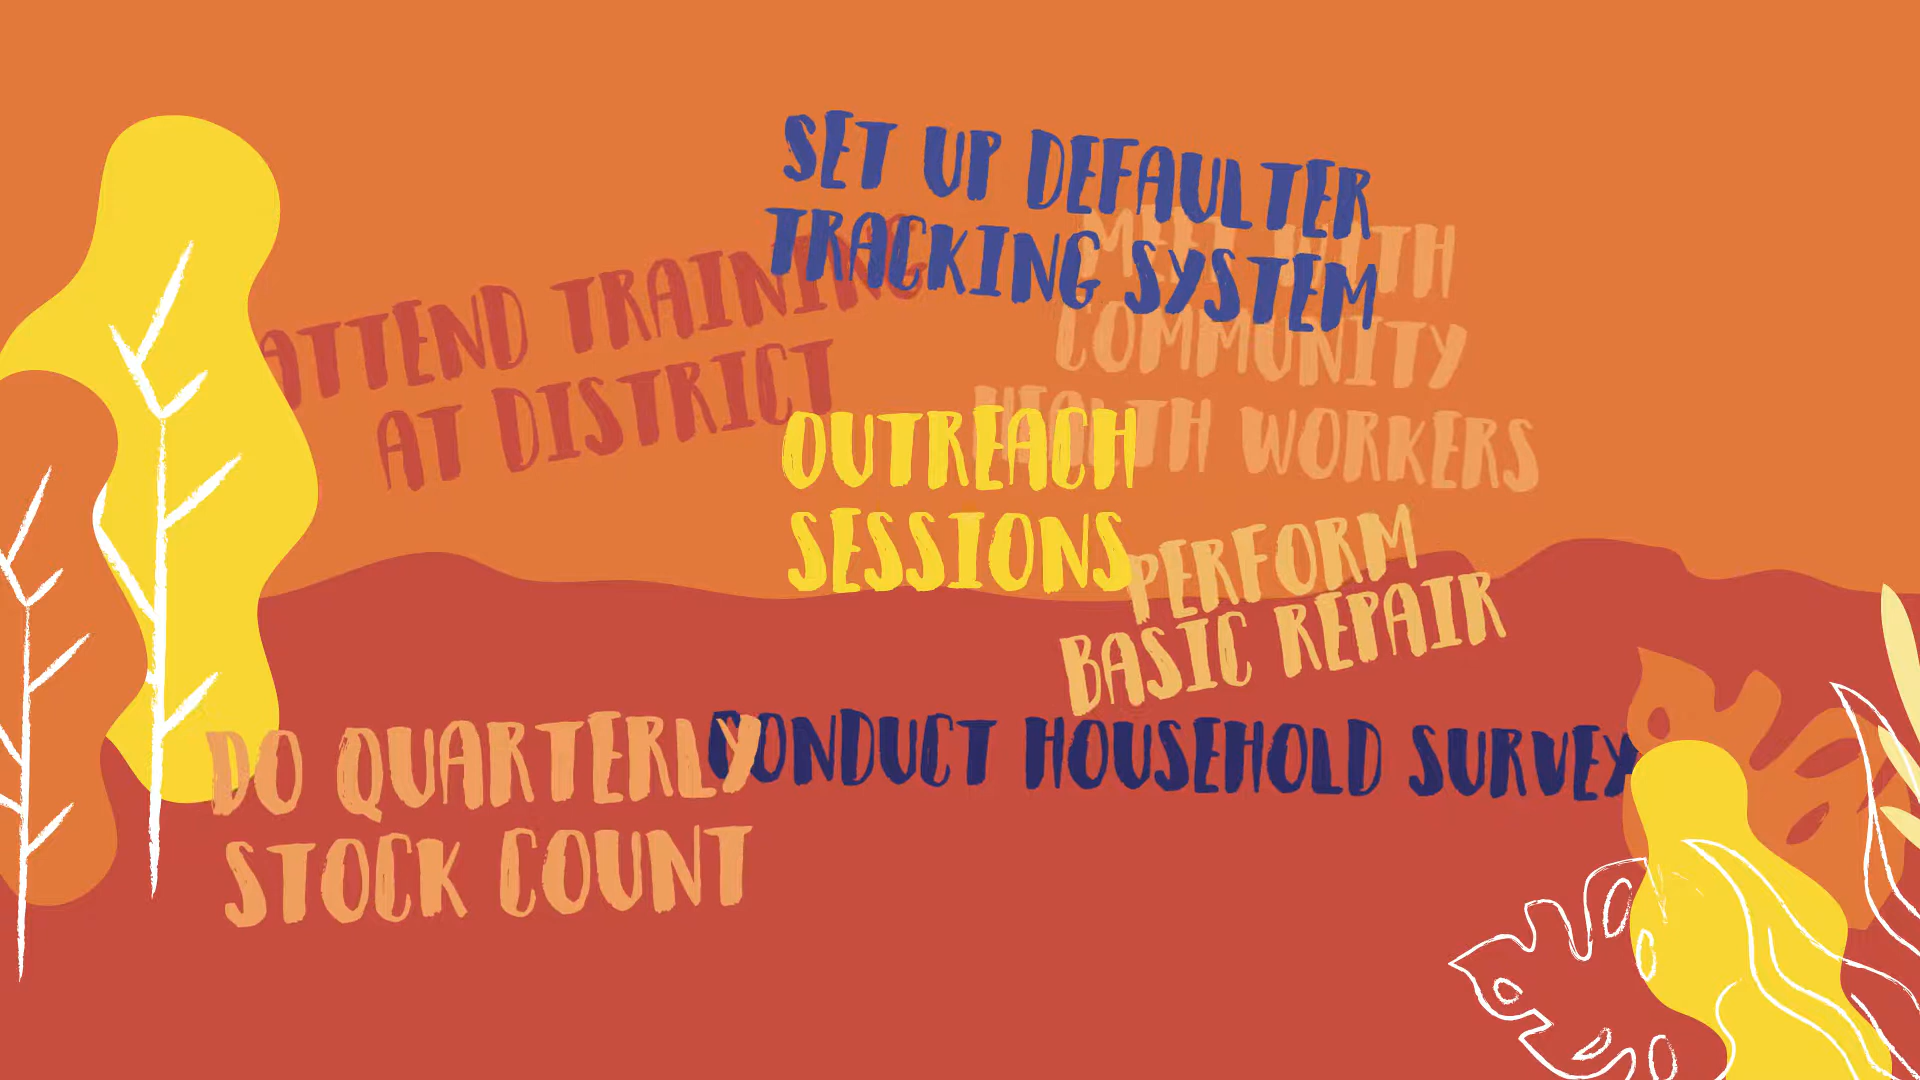 SET UP DEFAULTER
TRACKING SYSTEM
ATTEND TRAINING
AT DISTRICT
MEET WITH
COMMUNITY
HEALTH WORKERS
OUTREACH
SESSIONS
PERFORM
BASIC REPAIR
DO QUARTERLY
STOCK COUNT
CONDUCT HOUSEHOLD SURVEY